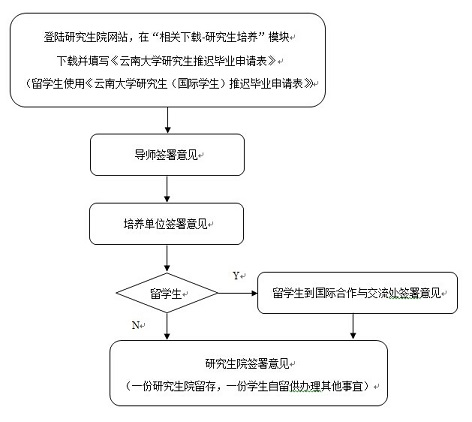 登陆研究生院网站，在“相关下载-研究生培养”模块
下载并填写《云南大学研究生推迟毕业申请表》
（留学生使用《云南大学研究生（国际学生）推迟毕业申请表》）
导师签署意见
培养单位签署意见
留学生
Y
留学生到国际合作与交流处签署意见
N
研究生院签署意见
（一份研究生院留存，一份学生自留供办理其他事宜）